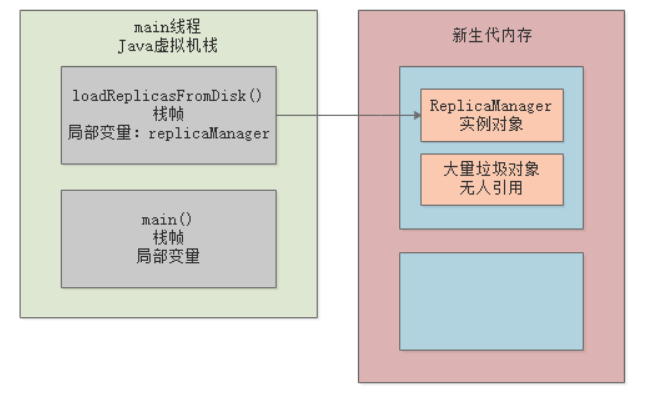 main线程
Java虚拟机栈
loadReplicasFromDisk()
栈帧
局部变量：replicaManager
main()
栈帧
局部变量
新生代内存
ReplicaManager
实例对象
大量垃圾对象
无人引用